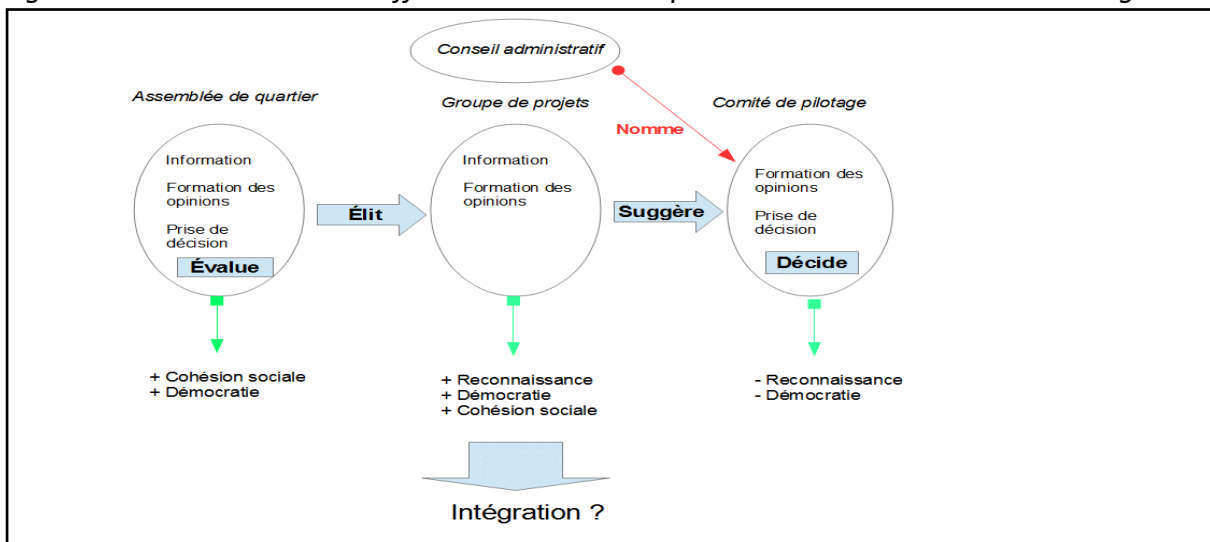 Conseil administratif
Assemblée de quartier
Groupe de projets
Comité de pilotage
Nomme
Information
Formation des
opinions
Prise de
décision
Évalue
Élit
Information
Formation des
opinions
Suggère
Formation des
opinions
Prise de
décision
Décide
+ Cohésion sociale
+ Démocratie
+ Reconnaissance
+ Démocratie
+ Cohésion sociale
- Reconnaissance
- Démocratie
Intégration ?